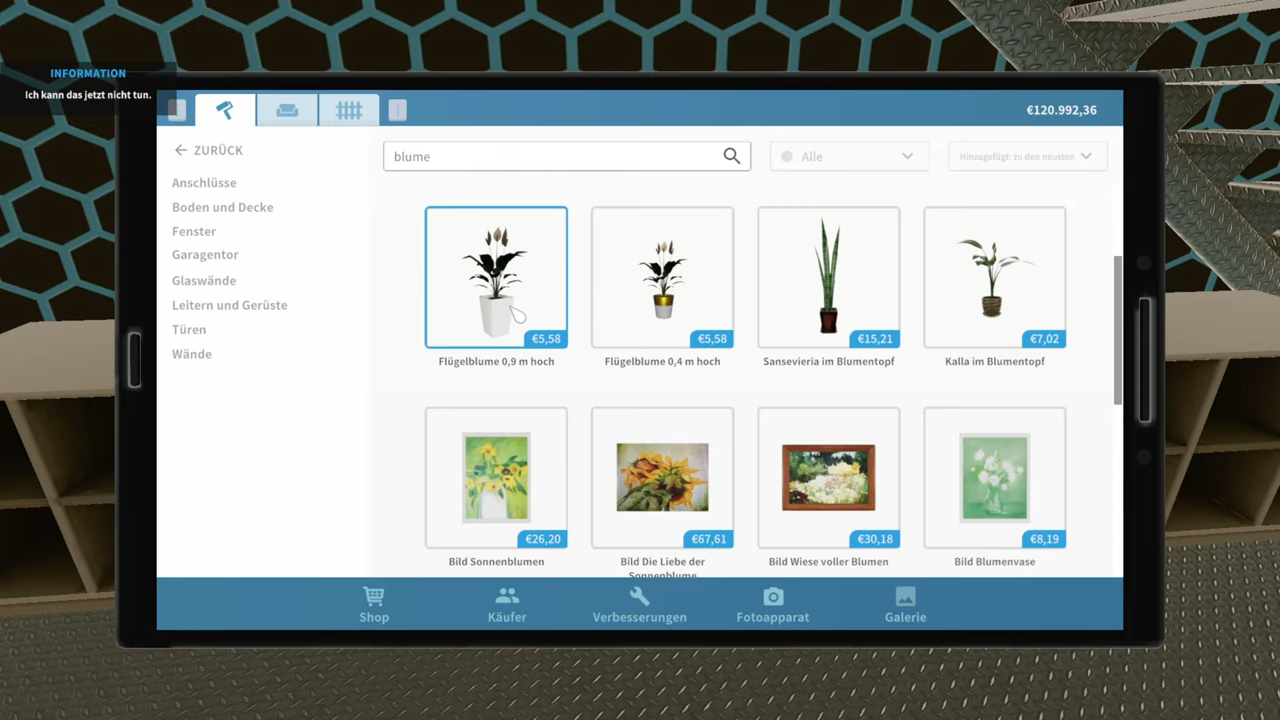 INFORMATION
Ich kann das jetzt nicht tun.
€120.992,36
ZURÜCK
blume
Alle
Hinzugefügt: zu den neusten
Anschlüsse
Boden und Decke
Fenster
Garagentor
Glaswände
Leitern und Gerüste
Türen
Wände
€5,58
€5,58
€15,21
€7,02
Flügelblume 0,9 m hoch
Flügelblume 0,4 m hoch
Sansevieria im Blumentopf
Kalla im Blumentopf
€26,20
€67,61
€30,18
€8,19
Bild Sonnenblumen
Bild Die Liebe der
Sonnenblume
Bild Wiese voller Blumen
Bild Blumenvase
Shop
Käufer
Verbesserungen
Fotoapparat
Galerie